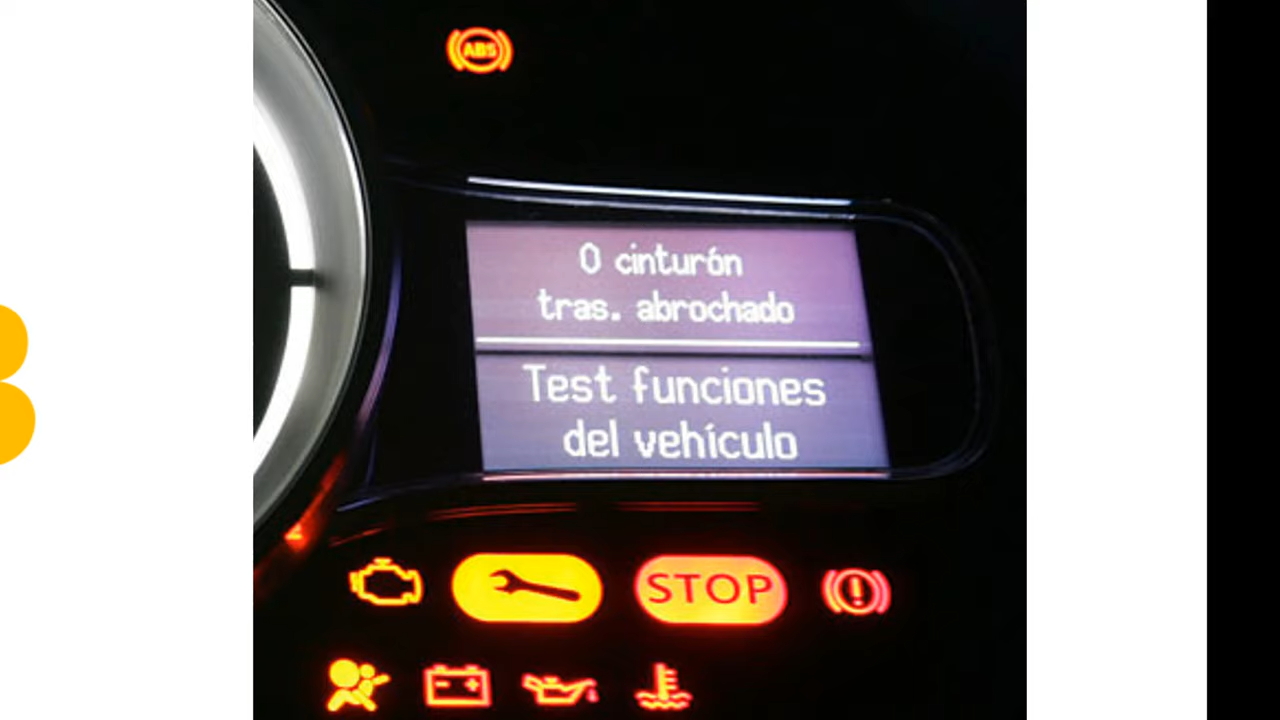 ABS
0 cinturón
tras. abrochado
Test funciones
del vehículo
STOP